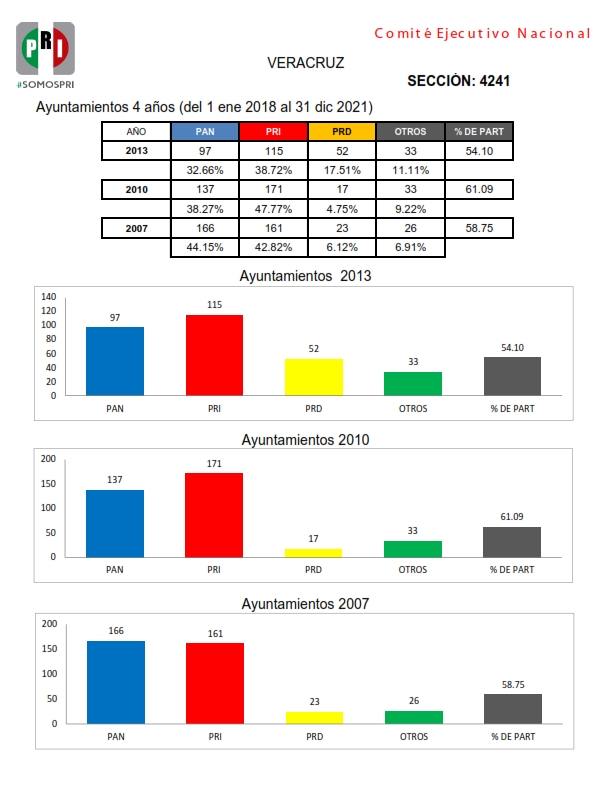 Comité Ejecutivo Nacional
PRI
#SOMOSPRI
VERACRUZ
SECCIÓN: 4241
Ayuntamientos 4 años (del 1 ene 2018 al 31 dic 2021)
AÑO PAN PRI PRD OTROS % DE PART
2013 97 115 52 33 54.10
32.66% 38.72% 17.51% 11.11%
2010 137 171 17 33 61.09
38.27% 47.77% 4.75% 9.22%
2007 166 161 23 26 58.75
44.15% 42.82% 6.12% 6.91%
Ayuntamientos 2013
140
120
100
80
60
40
20
0
97 115 52 33 54.10
PAN PRI PRD OTROS % DE PART
Ayuntamientos 2010
200
150
100
50
0
137 171 17 33 61.09
PAN PRI PRD OTROS % DE PART
Ayuntamientos 2007
200
150
100
50
0
166 161 23 26 58.75
PAN PRI PRD OTROS % DE PART